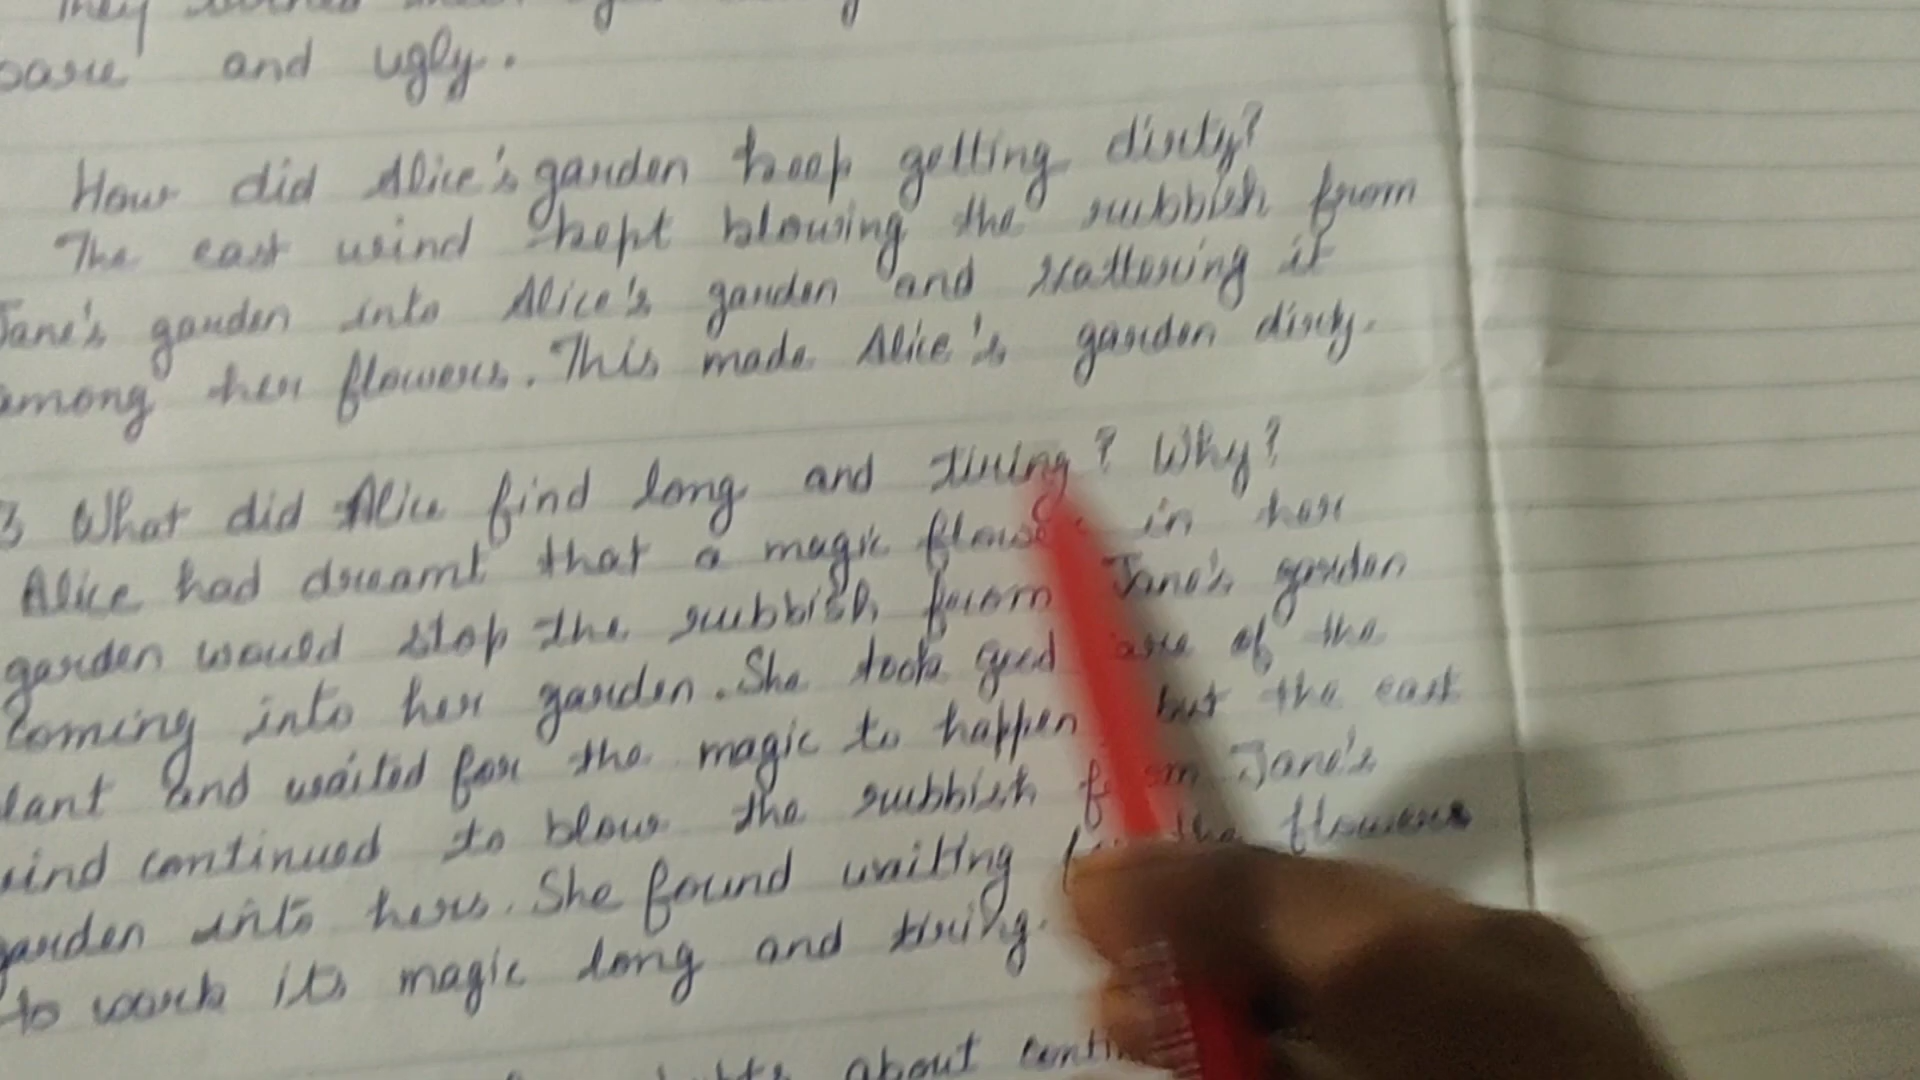 They
and ugly.
How did Alice's garden keep getting dirty?
The east wind kept blowing the rubbish from
Jane's garden into Alice's garden and scattering it
among her flowers. This made Alice's garden dirty.
3 What did Alice find long and tiring? Why?
Alice had dreamt that a magic in her
garden would stop the rubbish from Jane's garden
coming into her garden. She took good of the
and waited for the magic to happen but the east
continued to blow the rubbish Jane's
garden into hers. She found waiting the flowers
to work its magic long and tiring.
about